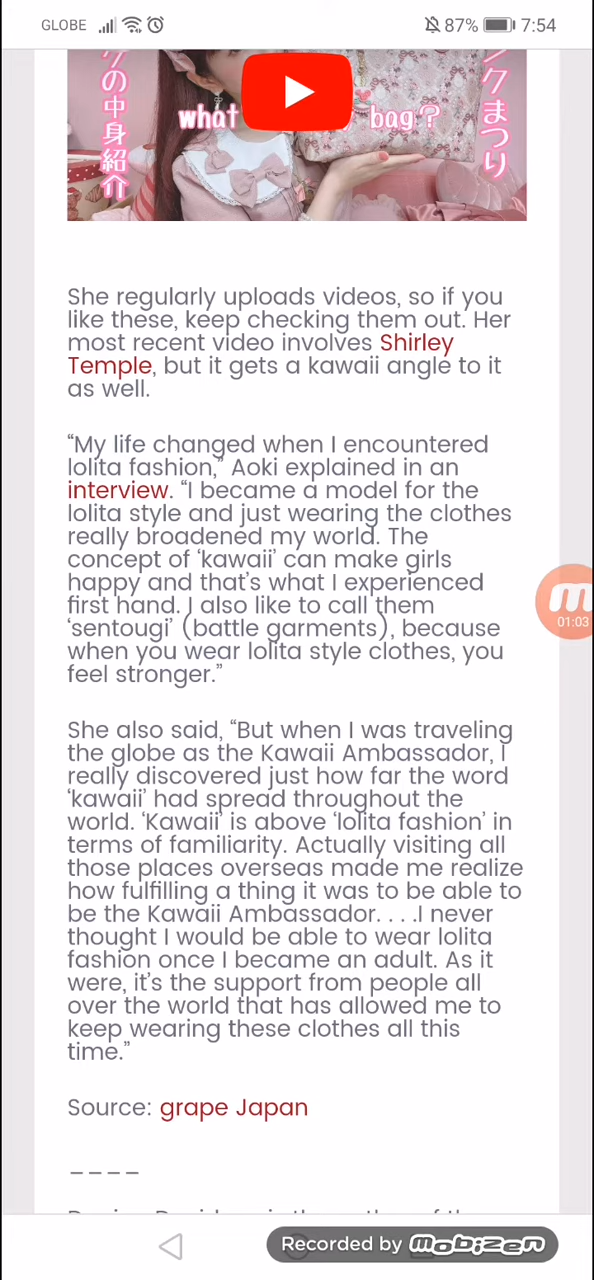 GLOBE 87% 7:54
ケの中身紹介
what bag?
ンクまつり
She regularly uploads videos, so if you
like these, keep checking them out. Her
most recent video involves Shirley
Temple, but it gets a kawaii angle to it
as well.
“My life changed when I encountered
lolita fashion,” Aoki explained in an
interview. “I became a model for the
lolita style and just wearing the clothes
really broadened my world. The
concept of ‘kawaii’ can make girls
happy and that’s what I experienced
first hand. I also like to call them
‘sentougi’ (battle garments), because
when you wear lolita style clothes, you
feel stronger.”
01:03
She also said, “But when I was traveling
the globe as the Kawaii Ambassador, I
really discovered just how far the word
‘kawaii’ had spread throughout the
world. ‘Kawaii’ is above ‘lolita fashion’ in
terms of familiarity. Actually visiting all
those places overseas made me realize
how fulfilling a thing it was to be able to
be the Kawaii Ambassador. . . .I never
thought I would be able to wear lolita
fashion once I became an adult. As it
were, it’s the support from people all
over the world that has allowed me to
keep wearing these clothes all this
time.”
Source: grape Japan
----
Recorded by mobizen